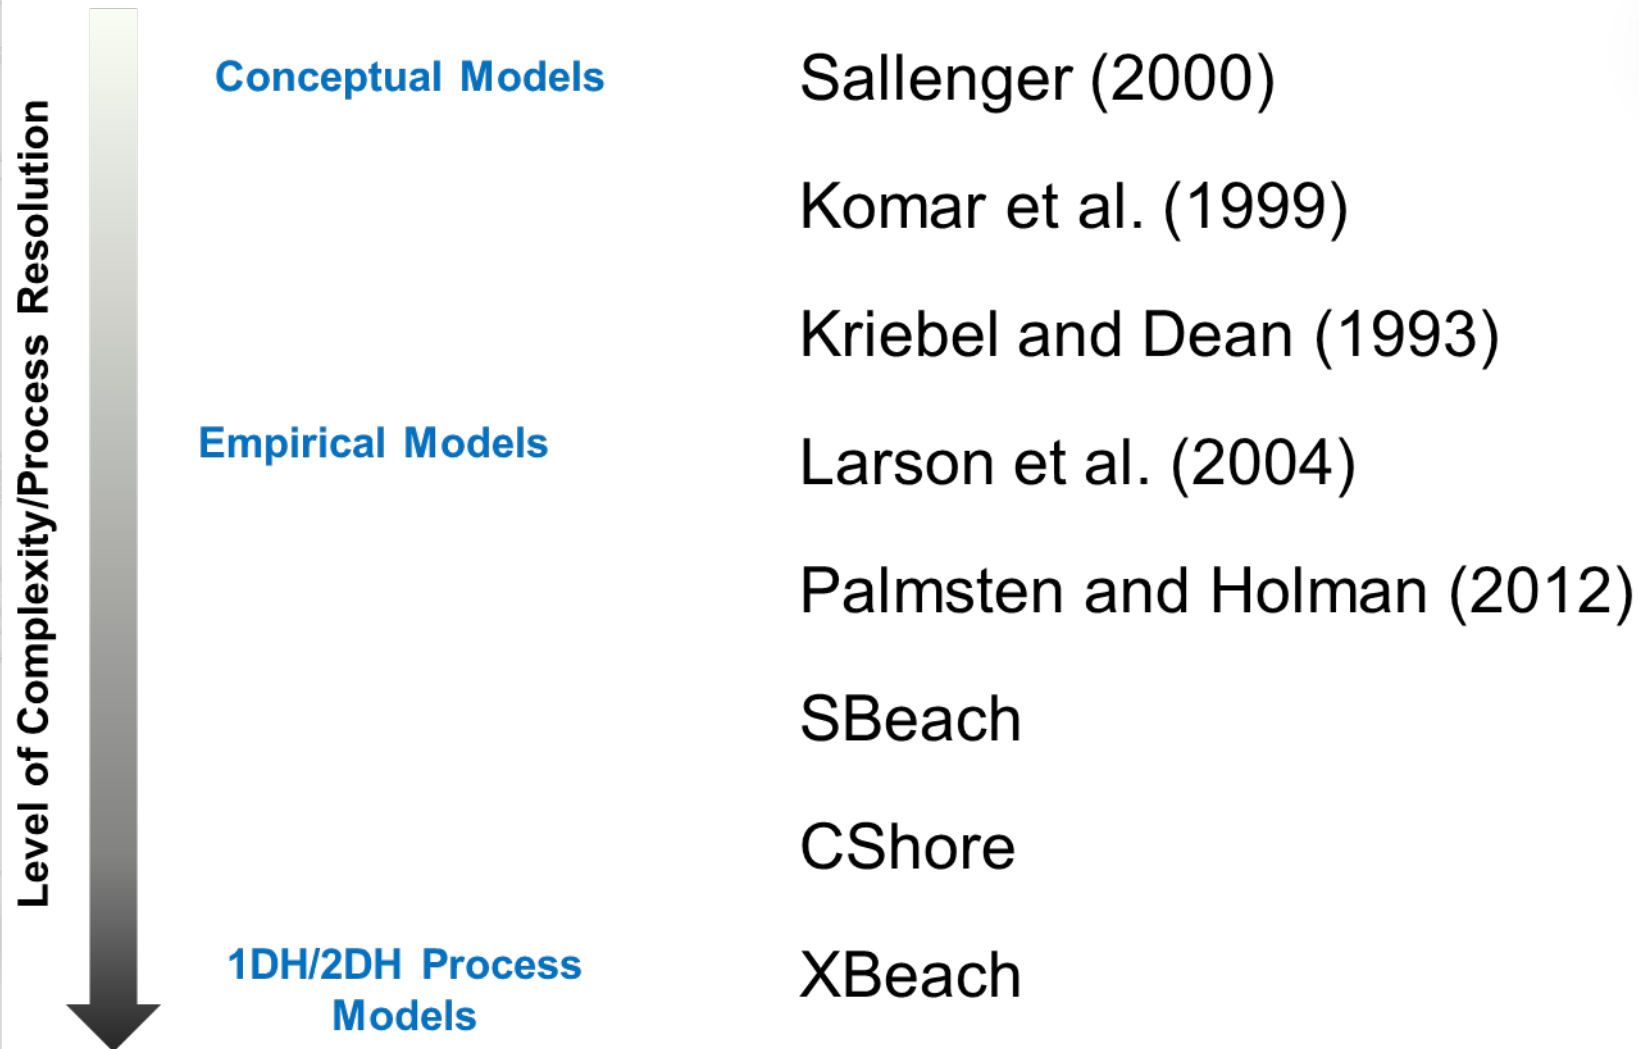 Level of Complexity/Process Resolution
Conceptual Models
Sallenger (2000)
Komar et al. (1999)
Kriebel and Dean (1993)
Empirical Models
Larson et al. (2004)
Palmsten and Holman (2012)
SBeach
CShore
1DH/2DH Process
Models
XBeach